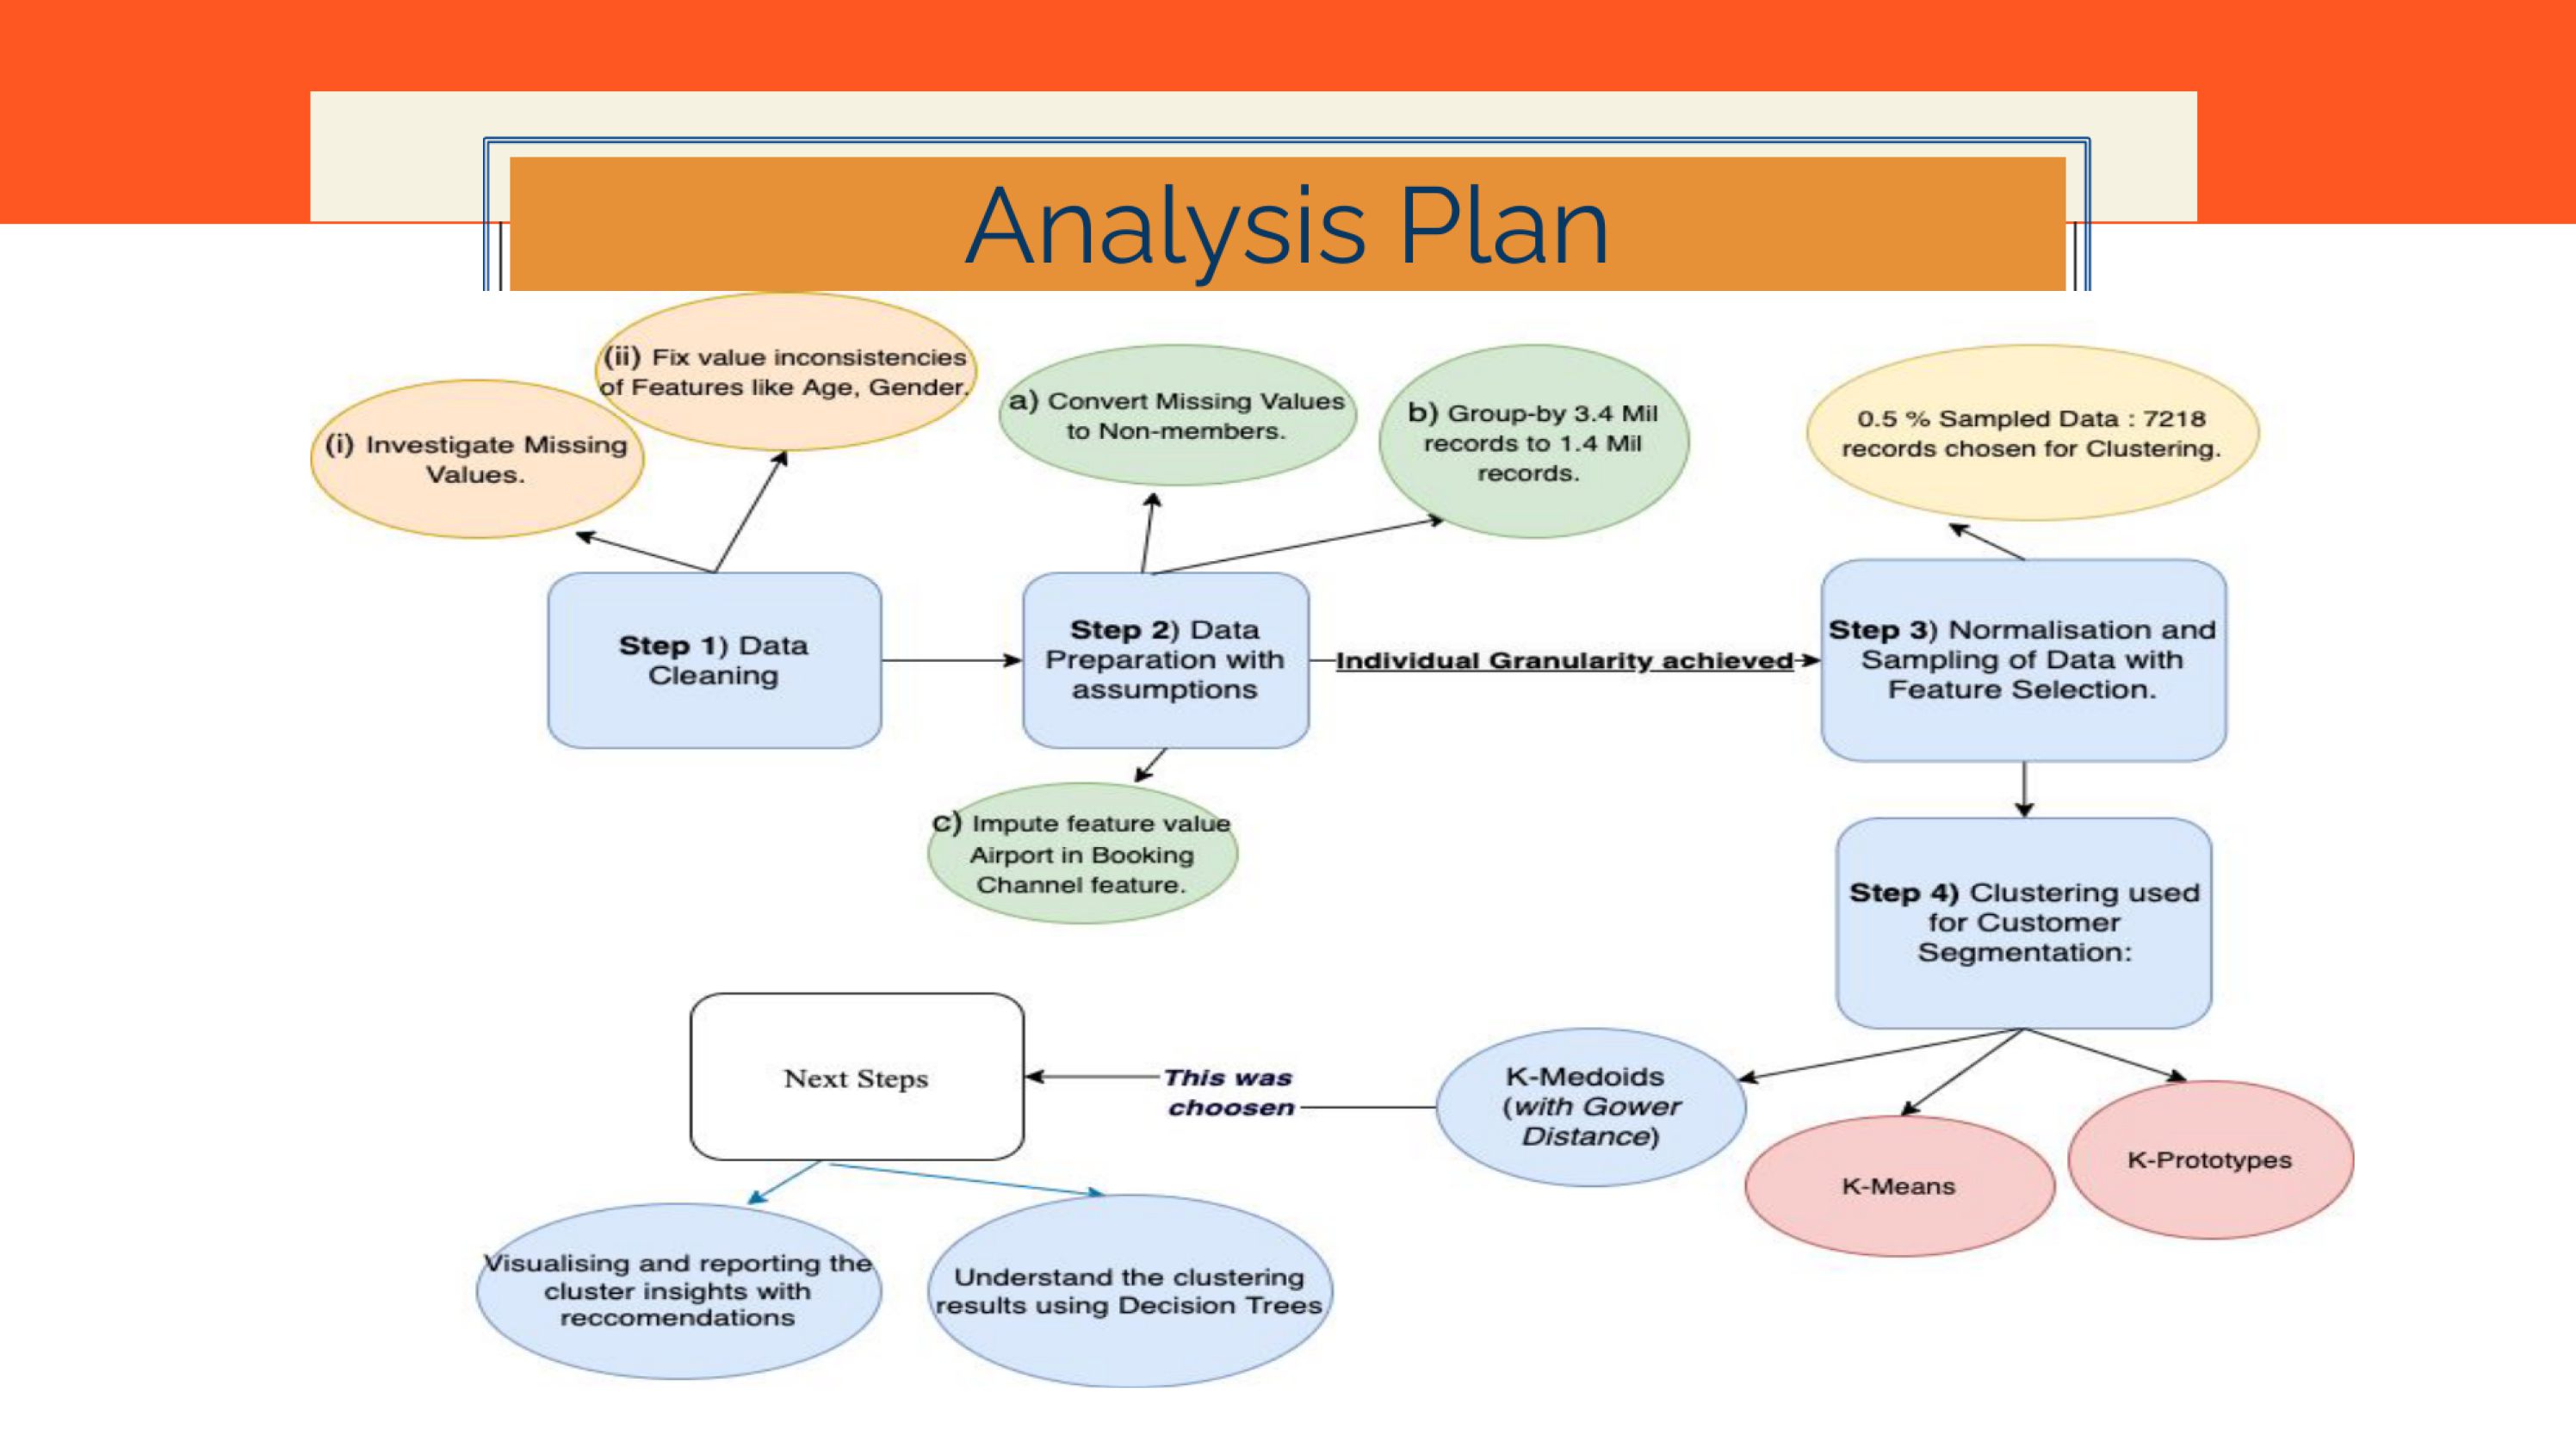 Analysis Plan
(ii) Fix value inconsistencies
of Features like Age, Gender.
(i) Investigate Missing
Values.
a) Convert Missing Values
to Non-members.
b) Group-by 3.4 Mil
records to 1.4 Mil
records.
0.5 % Sampled Data : 7218
records chosen for Clustering.
Step 1) Data
Cleaning
Step 2) Data
Preparation with
assumptions
Individual Granularity achieved
Step 3) Normalisation and
Sampling of Data with
Feature Selection.
c) Impute feature value
Airport in Booking
Channel feature.
Step 4) Clustering used
for Customer
Segmentation:
K-Medoids
(with Gower
Distance)
K-Means
K-Prototypes
This was
choosen
Next Steps
Visualising and reporting the
cluster insights with
reccomendations
Understand the clustering
results using Decision Trees